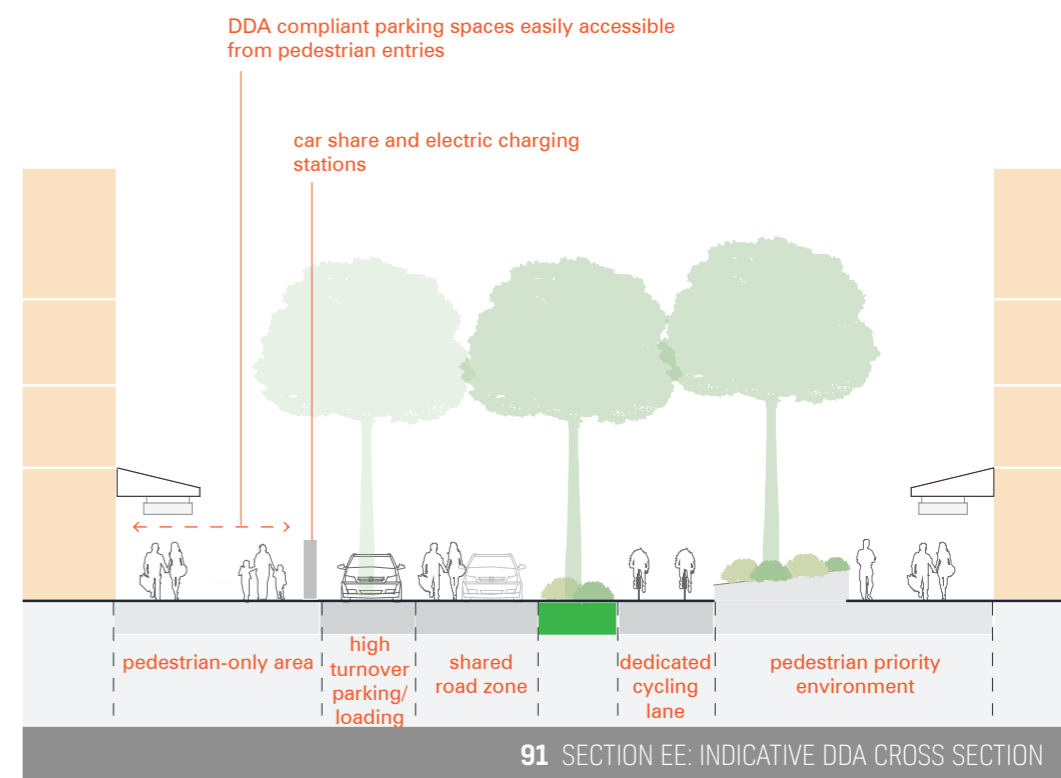 DDA compliant parking spaces easily accessible
from pedestrian entries
car share and electric charging
stations
pedestrian-only area
high
turnover
parking/
loading
shared
road zone
dedicated
cycling
lane
pedestrian priority
environment
91 SECTION EE: INDICATIVE DDA CROSS SECTION